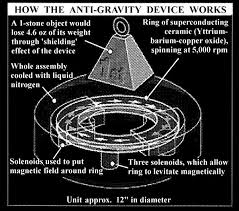 HOW THE ANTI-GRAVITY DEVICE WORKS
A 1-stone object would
lose 4.6 oz of its weight
through 'shielding'
effect of the device
Ring of superconducting
ceramic (Yttrium-
barium-copper oxide),
spinning at 5,000 rpm
Whole assembly
cooled with liquid
nitrogen
Solenoids used to put
magnetic field around ring
Three solenoids, which allow
ring to levitate magnetically
Unit approx. 12" in diameter